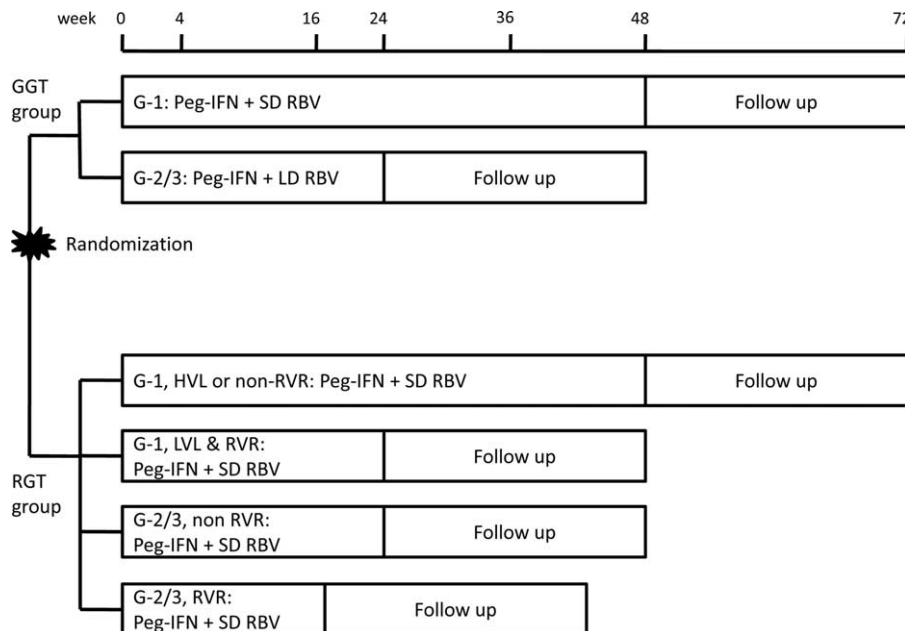 week 0 4 16 24 36 48 72
GGT
group
G-1: Peg-IFN + SD RBV
Follow up
G-2/3: Peg-IFN + LD RBV
Follow up
Randomization
G-1, HVL or non-RVR: Peg-IFN + SD RBV
Follow up
G-1, LVL & RVR:
Peg-IFN + SD RBV
Follow up
RGT
group
G-2/3, non RVR:
Peg-IFN + SD RBV
Follow up
G-2/3, RVR:
Peg-IFN + SD RBV
Follow up